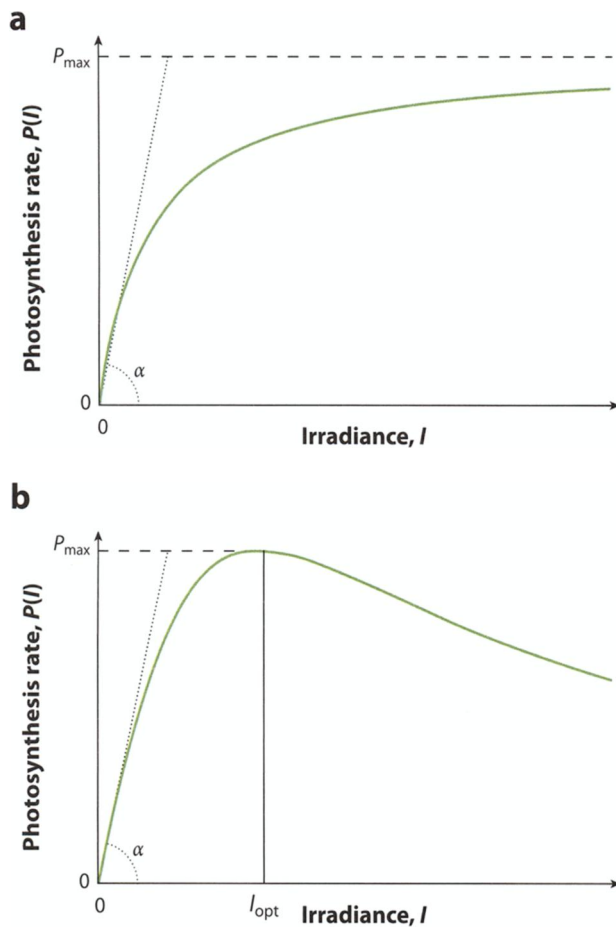 a
Pmax
Photosynthesis rate, P(I)
α
0
0
Irradiance, I
b
Pmax
Photosynthesis rate, P(I)
α
0
0
Iopt
Irradiance, I